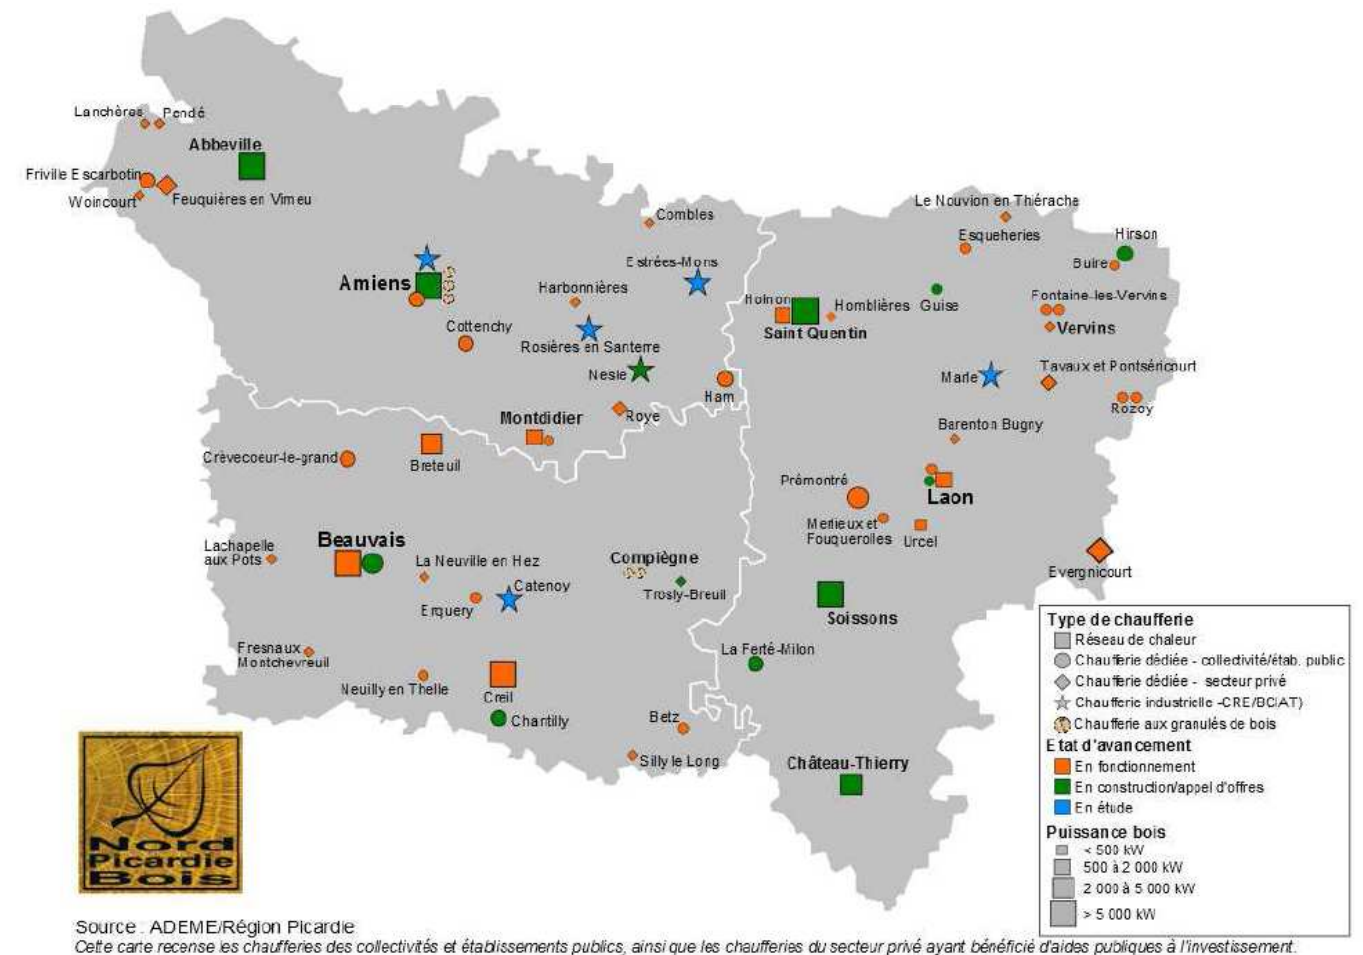 Lanchères
Pendé
Abbeville
Friville Escarbotin
Woincourt
Feuquières en Vimeu
Combles
Le Nouvion en Thiérache
Esqueheries
Hirson
Buire
Estrées-Mons
Amiens
Harbonnières
Holnon
Homblières
Guise
Fontaine-les-Vervins
Cottenchy
Saint Quentin
Vervins
Rosières en Santerre
Nesle
Marle
Tavaux et Pontséricourt
Ham
Rozoy
Montdidier
Roye
Barenton Bugny
Crèvecoeur-le-grand
Breteuil
Prémontré
Laon
Merlieux et
Fouquerolles
Urcel
Beauvais
Lachapelle
aux Pots
La Neuville en Hez
Compiègne
Evergnicourt
Catenoy
Trosly-Breuil
Erquery
Soissons
Fresnaux
Montchevreuil
La Ferté-Milon
Neuilly en Thelle
Creil
Chantilly
Betz
Silly le Long
Château-Thierry
Type de chaufferie
Réseau de chaleur
Chaufferie dédiée - collectivité/étab. public
Chaufferie dédiée - secteur privé
Chaufferie industrielle -CRE/BCIAT)
Chaufferie aux granulés de bois
Etat d'avancement
En fonctionnement
En construction/appel d'offres
En étude
Puissance bois
< 500 kW
500 à 2 000 kW
2 000 à 5 000 kW
> 5 000 kW
Nord
Picardie
Bois
Source : ADEME/Région Picardie
Cette carte recense les chaufferies des collectivités et établissements publics, ainsi que les chaufferies du secteur privé ayant bénéficié d'aides publiques à l'investissement.